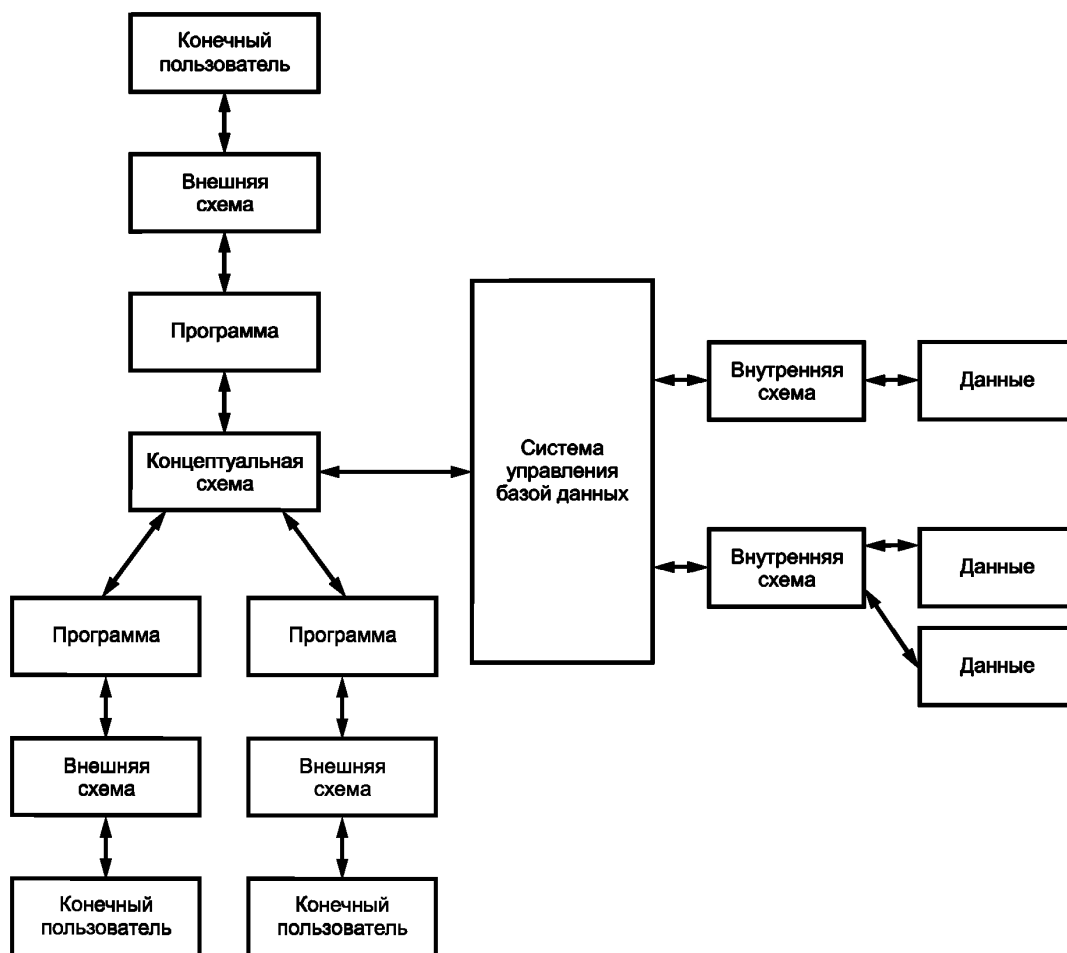 Конечный
пользователь
Внешняя
схема
Программа
Концептуальная
схема
Система
управления
базой данных
Внутренняя
схема
Данные
Внутренняя
схема
Данные
Данные
Программа
Программа
Внешняя
схема
Внешняя
схема
Конечный
пользователь
Конечный
пользователь